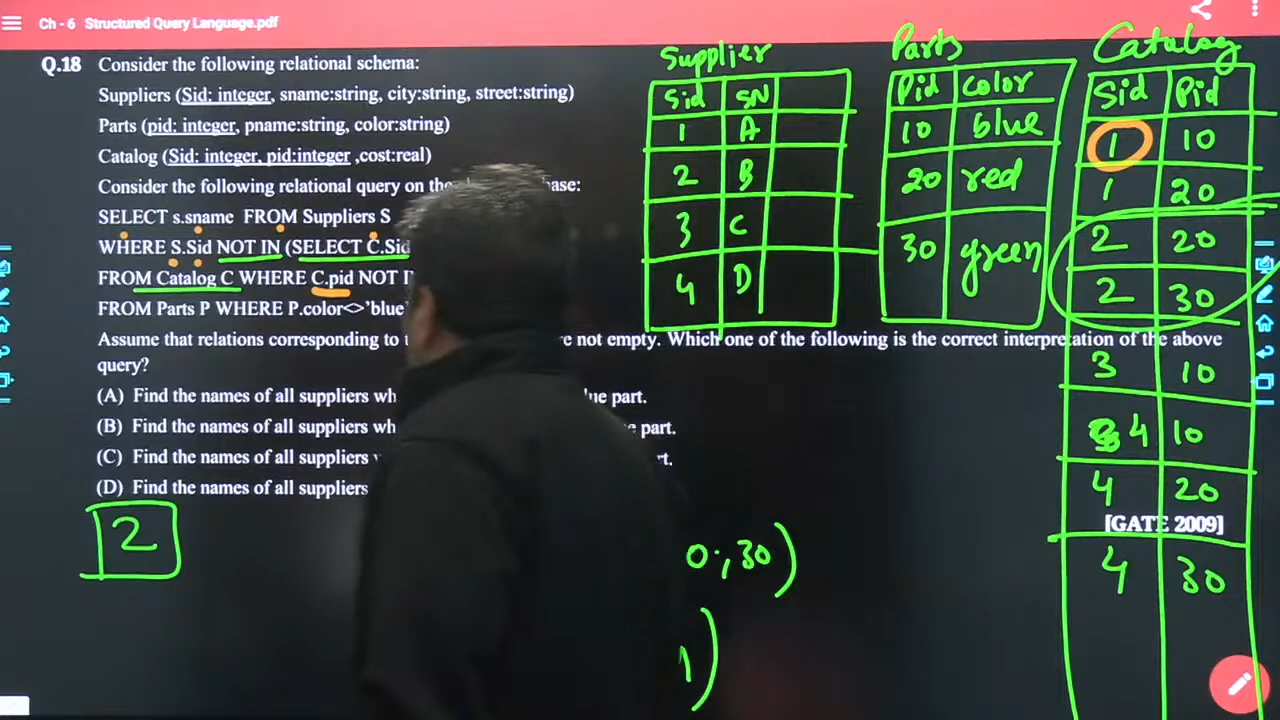 Ch - 6 Structured Query Language.pdf
Q.18 Consider the following relational schema:
Suppliers (Sid: integer, sname:string, city:string, street:string)
Parts (pid: integer, pname:string, color:string)
Catalog (Sid: integer, pid:integer ,cost:real)
Consider the following relational query on the
SELECT s.sname FROM Suppliers S
WHERE S.Sid NOT IN (SELECT C.Sid
FROM Catalog C WHERE C.pid NOT
FROM Parts P WHERE P.color<>'blue'
Assume that relations corresponding to
not empty. Which one of the following is the correct interpretation of the above
query?
(A) Find the names of all suppliers
part.
(B) Find the names of all suppliers
part.
(C) Find the names of all suppliers
(D) Find the names of all suppliers
[GATE 2009]
Supplier
Sid SN
1 A
2 B
3 C
4 D
Parts
Pid color
10 blue
20 red
30 green
Catalog
Sid Pid
1 10
1 20
2 20
2 30
3 10
4 10
4 20
4 30
2
, 30)
1)